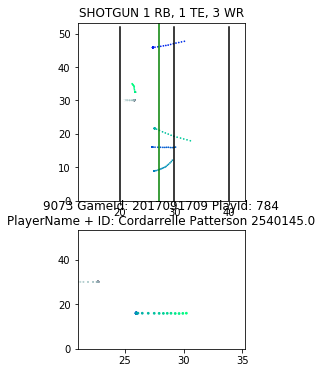 SHOTGUN 1 RB, 1 TE, 3 WR
50
40
30
20
10
0
20 30 40
9073 GameId: 2017091709 PlayId: 784
PlayerName + ID: Cordarrelle Patterson 2540145.0
40
20
0
25 30 35